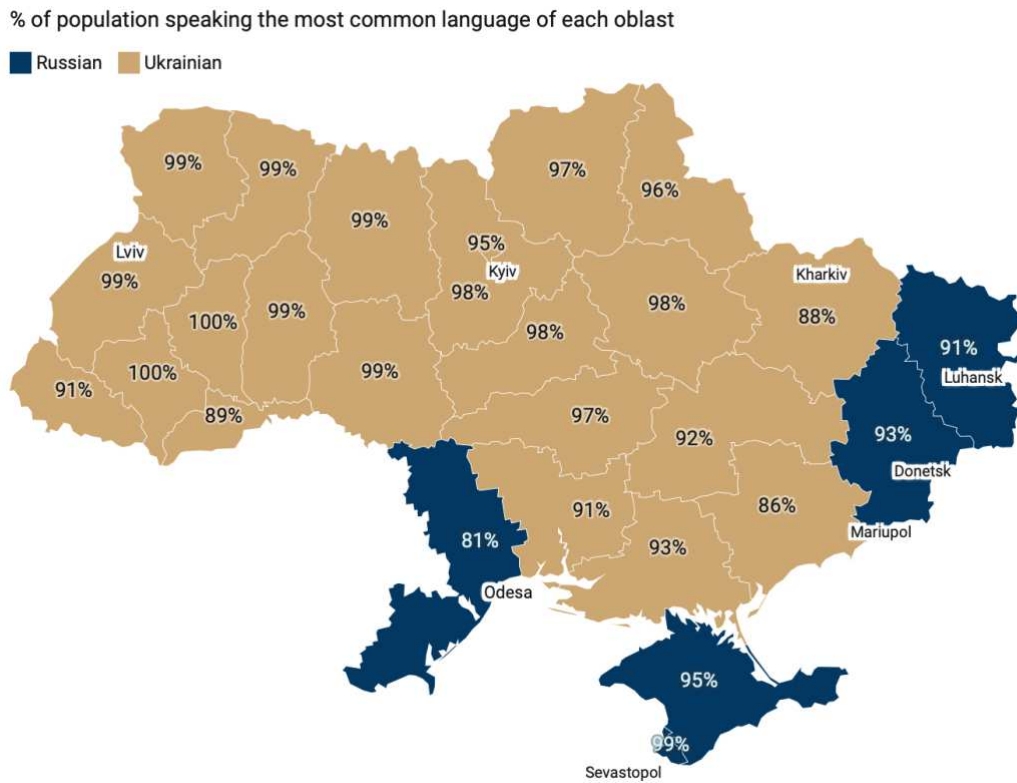 % of population speaking the most common language of each oblast
Russian Ukrainian
99%
99%
97%
96%
99%
95%
Kyiv
98%
Lviv
99%
100%
99%
98%
98%
Kharkiv
88%
91%
Luhansk
91%
100%
89%
99%
97%
92%
93%
Donetsk
Mariupol
86%
91%
93%
81%
Odesa
95%
99%
Sevastopol